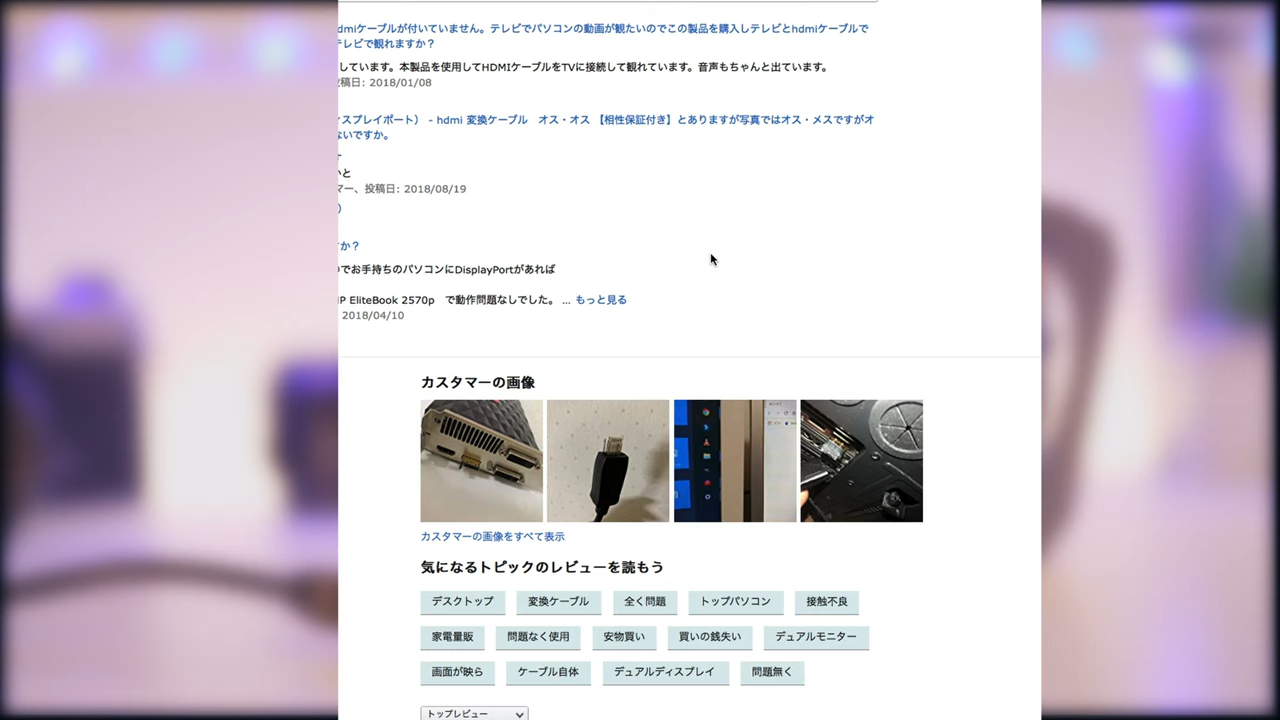 dmiケーブルが付いていません。テレビでパソコンの動画が観たいのでこの製品を購入しテレビとhdmiケーブルで
テレビで観れますか？
しています。本製品を使用してHDMIケーブルをTVに接続して観れています。音声もちゃんと出ています。
投稿日: 2018/01/08
ィスプレイポート） - hdmi 変換ケーブル　オス・オス 【相性保証付き】とありますが写真ではオス・メスですがオ
ないですか。
いと
マー、投稿日: 2018/08/19
)
すか？
のでお手持ちのパソコンにDisplayPortがあれば
HP EliteBook 2570p　で動作問題なしでした。 ... もっと見る
2018/04/10
カスタマーの画像
カスタマーの画像をすべて表示
気になるトピックのレビューを読もう
デスクトップ 変換ケーブル 全く問題 トップパソコン 接触不良
家電量販 問題なく使用 安物買い 買いの銭失い デュアルモニター
画面が映ら ケーブル自体 デュアルディスプレイ 問題無く
トップレビュー